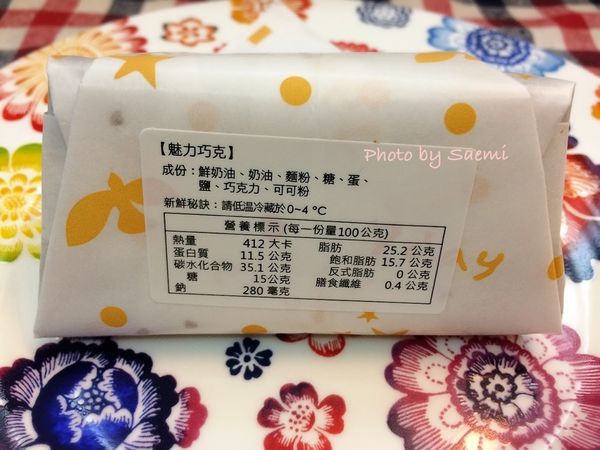 【魅力巧克】
Photo by Saemi
成份：鮮奶油、奶油、麵粉、糖、蛋、
鹽、巧克力、可可粉
新鮮秘訣：請低温冷藏於0~4 °C
營養標示 (每一份量100公克)
熱量 412 大卡 脂肪 25.2 公克
蛋白質 11.5 公克 飽和脂肪 15.7 公克
碳水化合物 35.1 公克 反式脂肪 0 公克
糖 15公克 膳食纖維 0.4 公克
鈉 280 毫克